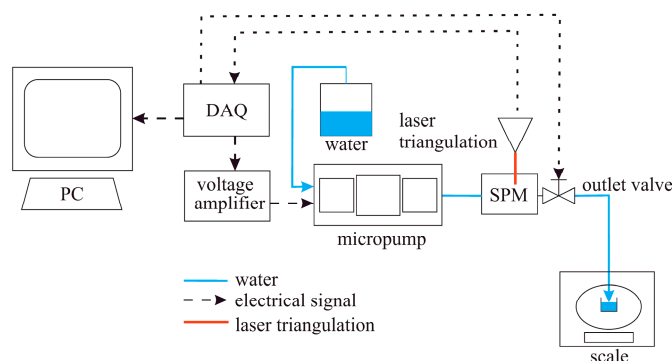 DAQ
water
laser
triangulation
PC
voltage
amplifier
micropump
SPM
outlet valve
water
electrical signal
laser triangulation
scale